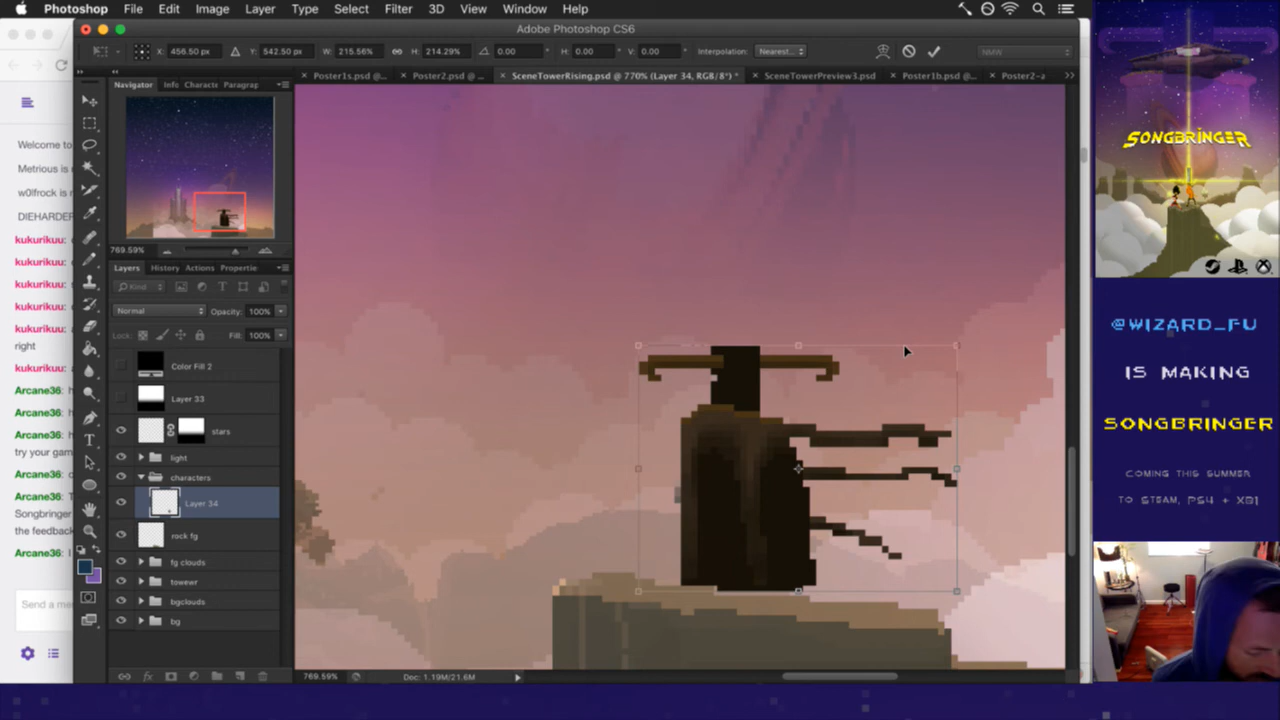 Photoshop File Edit Image Layer Type Select Filter 3D View Window Help
Adobe Photoshop CS6
X: 456.50 px Y: 542.50 px W: 215.56% H: 214.29% 0.00 H: 0.00 V: 0.00 Interpolation: Nearest...
Poster1s.psd @... Poster2.psd @ ... SceneTowerRising.psd @ 770% (Layer 34, RGB/8*) * SceneTowerPreview3.psd Poster1b.psd @... Poster2-a
Navigator Info Characte Paragrap
769.59%
Layers History Actions Propertie
Kind
Normal Opacity: 100%
Lock: Fill: 100%
Color Fill 2
Layer 33
stars
light
characters
Layer 34
rock fg
fg clouds
towewr
bgclouds
bg
769.59% Doc: 1.19M/21.6M
Welcome to
Metrious is
w0lfrock is
DIEHARDER
kukurikuu:
kukurikuu:
kukurikuu:
kukurikuu:
right
kukurikuu:
Arcane36:
Arcane36:
Arcane36:
try your gam
Arcane36:
Arcane36:
Songbringer
the feedback
Arcane36: I
Send a me
SONGBRINGER
@WIZARD_FU
IS MAKING
SONGBRINGER
COMING THIS SUMMER
TO STEAM, PS4 + XB1